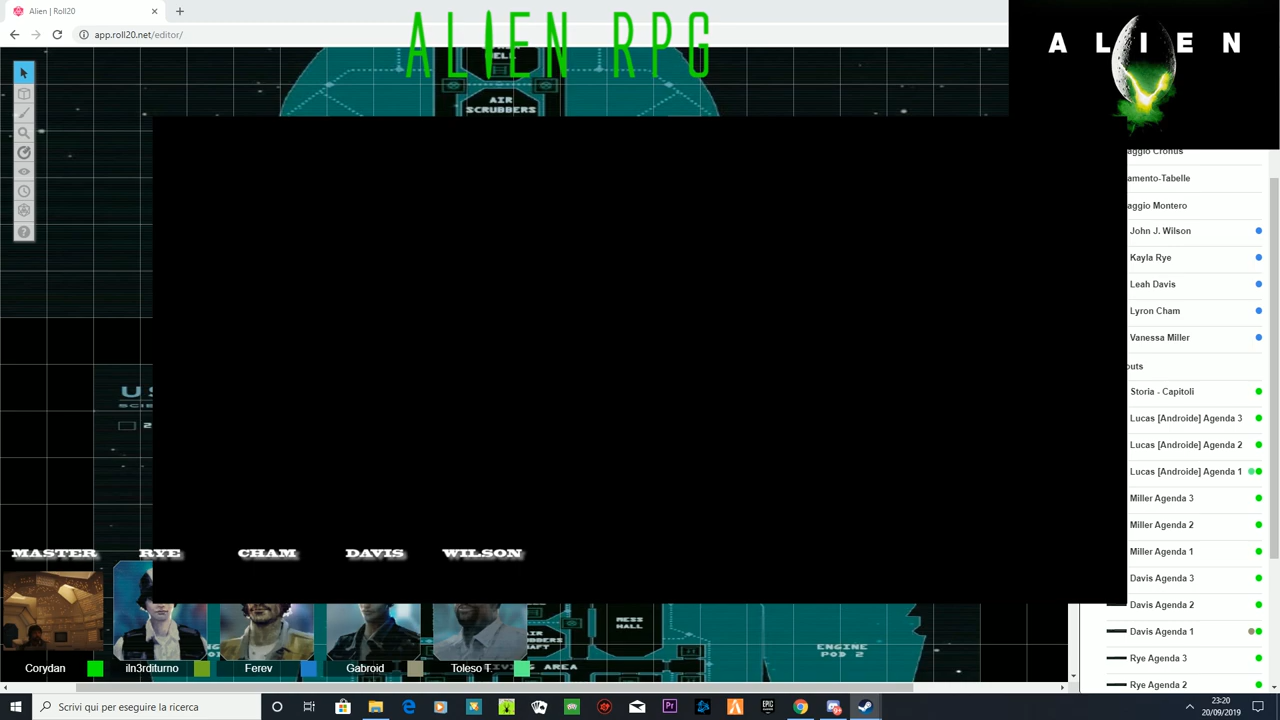 Alien | Roll20
app.roll20.net/editor/
ALIEN RPG
ALIEN
AIR
SCRUBBERS
aggio Cronus
amento-Tabelle
aggio Montero
John J. Wilson
Kayla Rye
Leah Davis
Lyron Cham
Vanessa Miller
outs
Storia - Capitoli
Lucas [Androide] Agenda 3
Lucas [Androide] Agenda 2
Lucas [Androide] Agenda 1
Miller Agenda 3
Miller Agenda 2
Miller Agenda 1
Davis Agenda 3
Davis Agenda 2
Davis Agenda 1
Rye Agenda 3
Rye Agenda 2
MASTER RYE CHAM DAVIS WILSON
MESS
HALL
ENGINE
POD 2
AREA
Corydan iln3rditurno Ferev Gabroid Toleso T.
Scrivi qui per eseguire la ricerca
23:20
20/09/2019